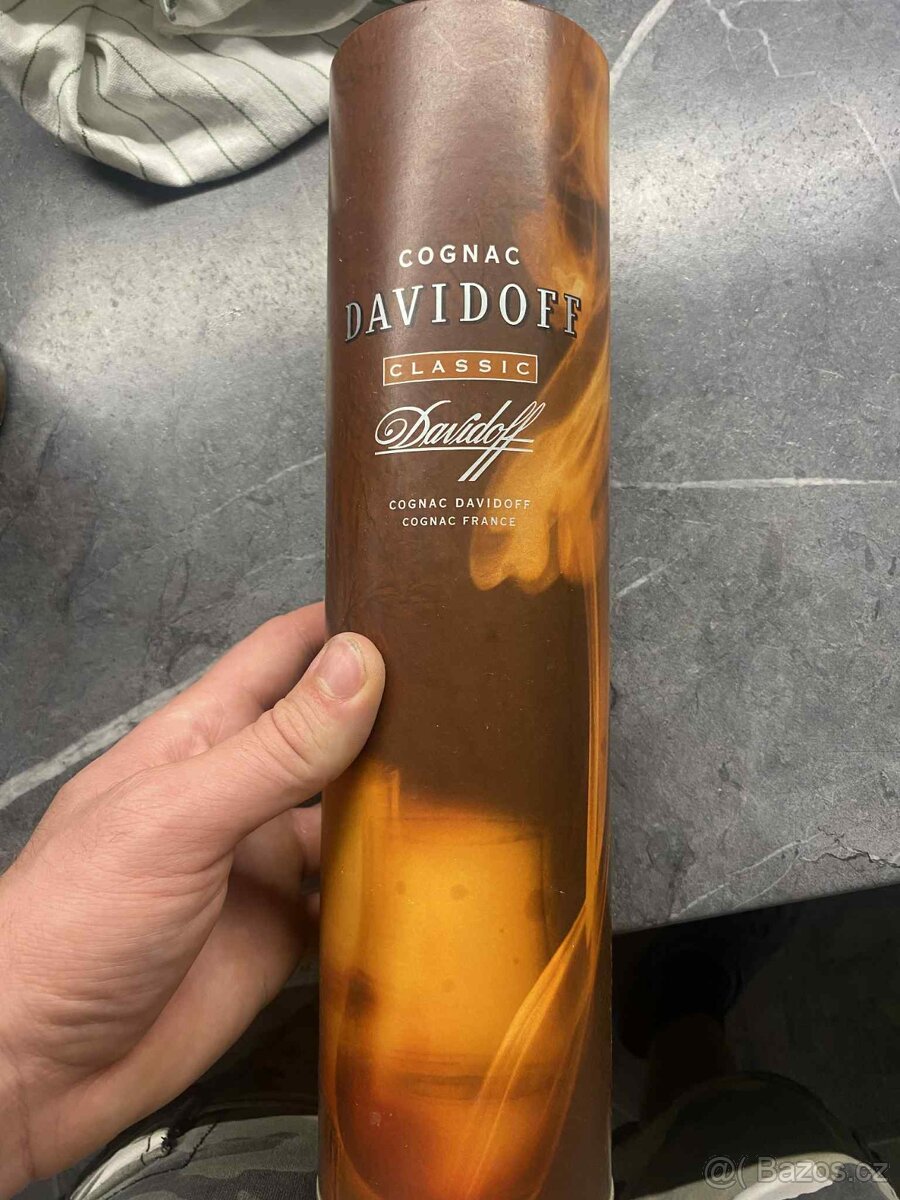 COGNAC
DAVIDOFF
CLASSIC
Davidoff
COGNAC DAVIDOFF
COGNAC FRANCE
@( Bazos.cz